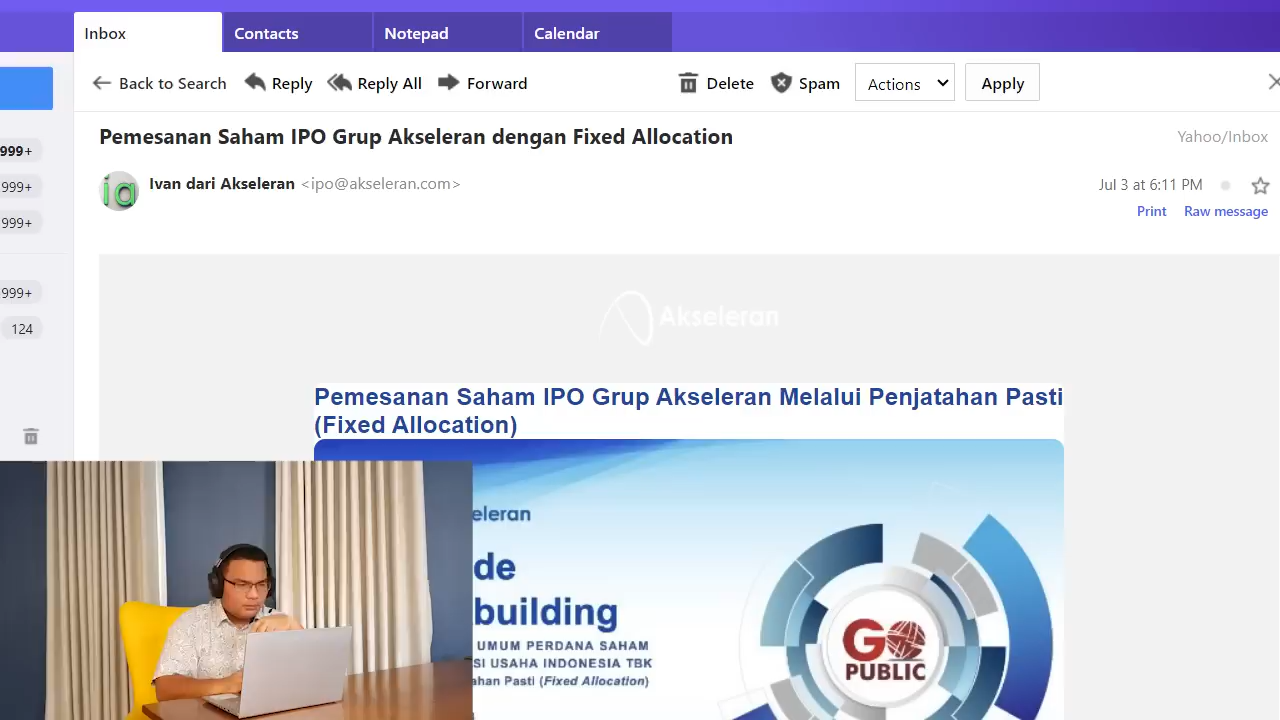 Inbox
Contacts
Notepad
Calendar
Back to Search
Reply
Reply All
Forward
Delete
Spam
Actions
Apply
Pemesanan Saham IPO Grup Akseleran dengan Fixed Allocation
Yahoo/Inbox
999+
999+
999+
999+
124
ia
Ivan dari Akseleran <ipo@akseleran.com>
Jul 3 at 6:11 PM
Print
Raw message
Akseleran
Pemesanan Saham IPO Grup Akseleran Melalui Penjatahan Pasti
(Fixed Allocation)
eleran
de
building
UMUM PERDANA SAHAM
SI USAHA INDONESIA TBK
ahan Pasti (Fixed Allocation)
GO
PUBLIC